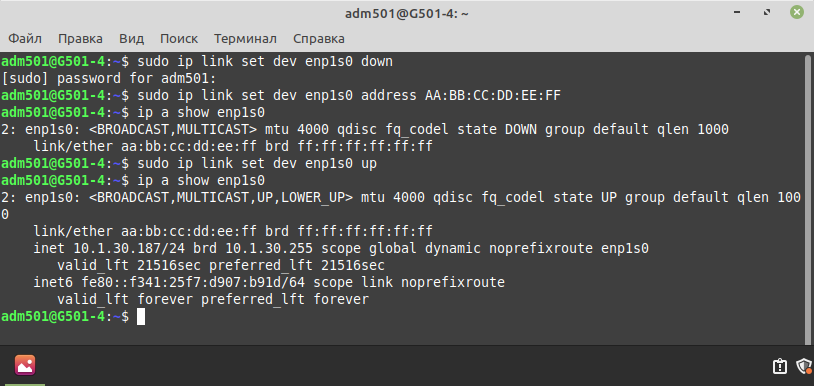 adm501@G501-4: ~
Файл Правка Вид Поиск Терминал Справка
adm501@G501-4:~$ sudo ip link set dev enp1s0 down
[sudo] password for adm501:
adm501@G501-4:~$ sudo ip link set dev enp1s0 address AA:BB:CC:DD:EE:FF
adm501@G501-4:~$ ip a show enp1s0
2: enp1s0: <BROADCAST,MULTICAST> mtu 4000 qdisc fq_codel state DOWN group default qlen 1000
    link/ether aa:bb:cc:dd:ee:ff brd ff:ff:ff:ff:ff:ff
adm501@G501-4:~$ sudo ip link set dev enp1s0 up
adm501@G501-4:~$ ip a show enp1s0
2: enp1s0: <BROADCAST,MULTICAST,UP,LOWER_UP> mtu 4000 qdisc fq_codel state UP group default qlen 100
0
    link/ether aa:bb:cc:dd:ee:ff brd ff:ff:ff:ff:ff:ff
    inet 10.1.30.187/24 brd 10.1.30.255 scope global dynamic noprefixroute enp1s0
       valid_lft 21516sec preferred_lft 21516sec
    inet6 fe80::f341:25f7:d907:b91d/64 scope link noprefixroute
       valid_lft forever preferred_lft forever
adm501@G501-4:~$